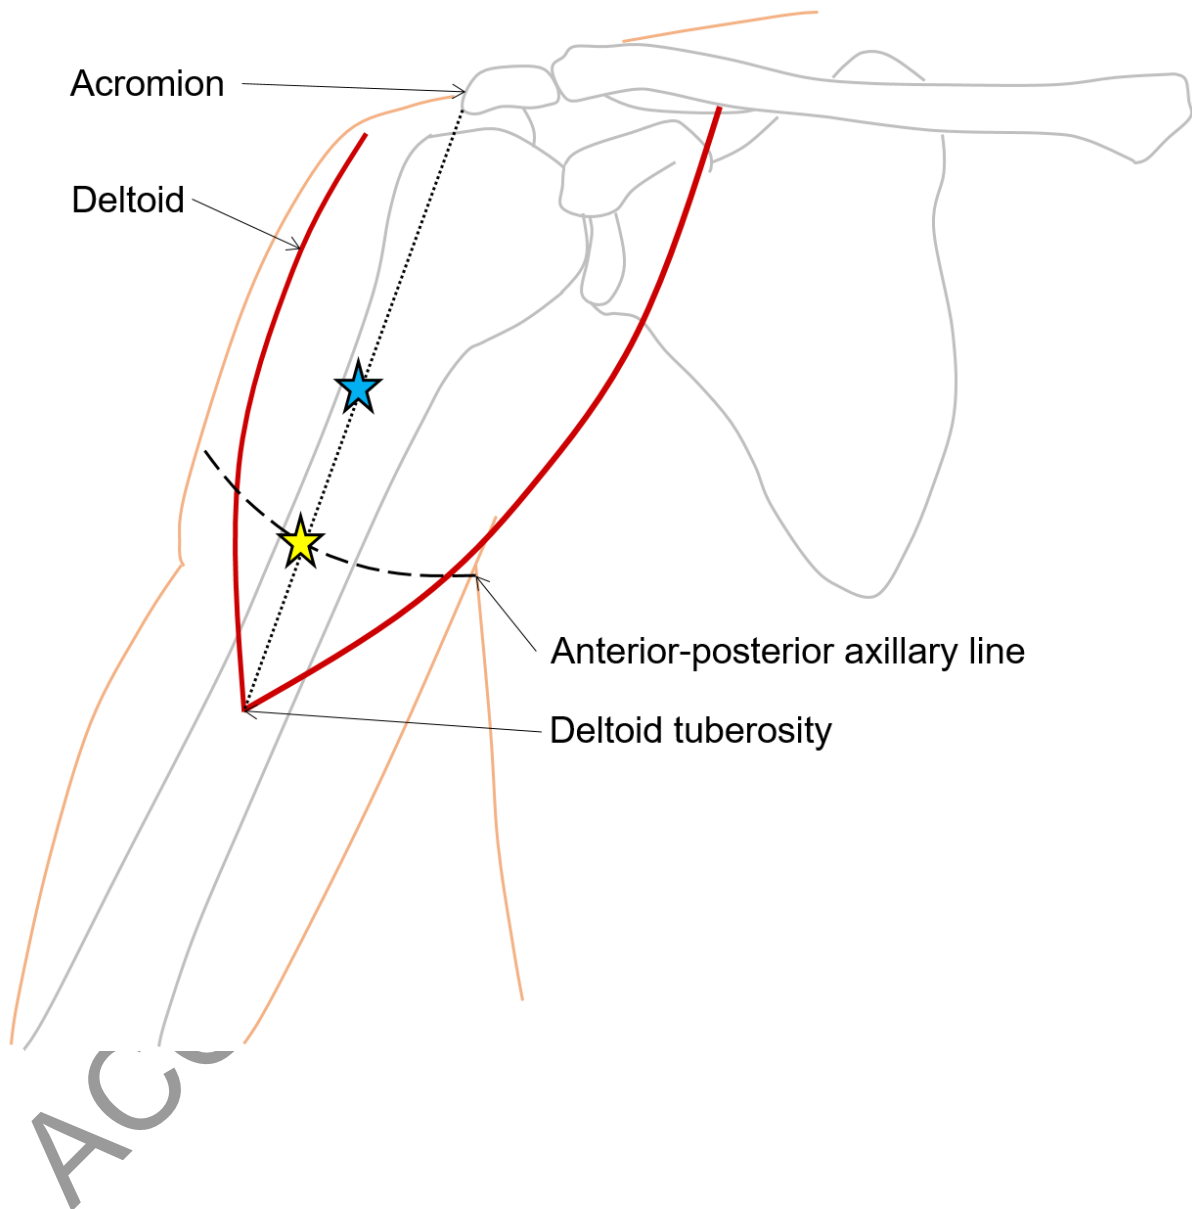 Acromion
Deltoid
Anterior-posterior axillary line
Deltoid tuberosity